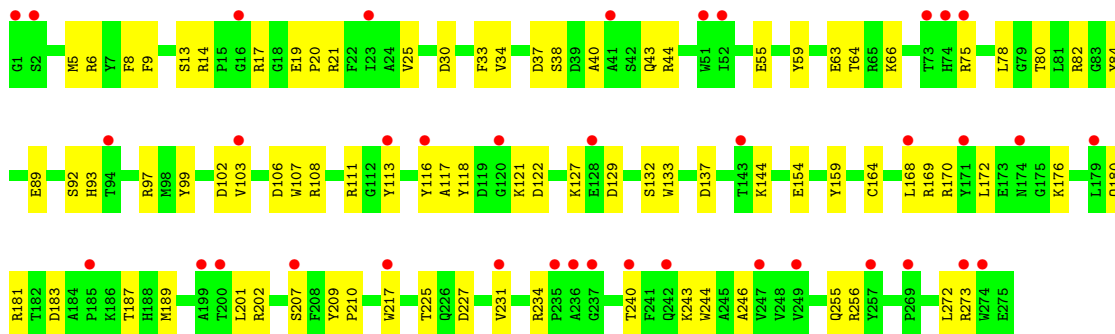 G1 S2 M5 R6 Y7 F8 F9 S13 R14 P15 G16 R17 G18 E19 P20 R21 F22 I23 A24 V25 D30 F33 V34 D37 S38 D39 A40 A41 S42 Q43 R44 W51 I52 E55 Y59 E63 T64 R65 K66 T73 H74 R75 L78 G79 T80 L81 R82 G83
E89 S92 H93 T94 R97 M98 Y99 D102 V103 D106 W107 R108 R111 G112 Y113 Y116 A117 Y118 D119 G120 K121 D122 K127 E128 D129 S132 W133 D137 T143 K144 E154 Y159 C164 L168 R169 R170 Y171 L172 E173 N174 G175 K176 L179
R181 T182 D183 A184 P185 K186 T187 H188 M189 A199 T200 L201 R202 S207 F208 Y209 P210 W217 T225 Q226 D227 V231 R234 P235 A236 G237 T240 F241 Q242 K243 W244 A245 A246 V247 V248 V249 Q255 R256 Y257 P269 L272 R273 W274 E275